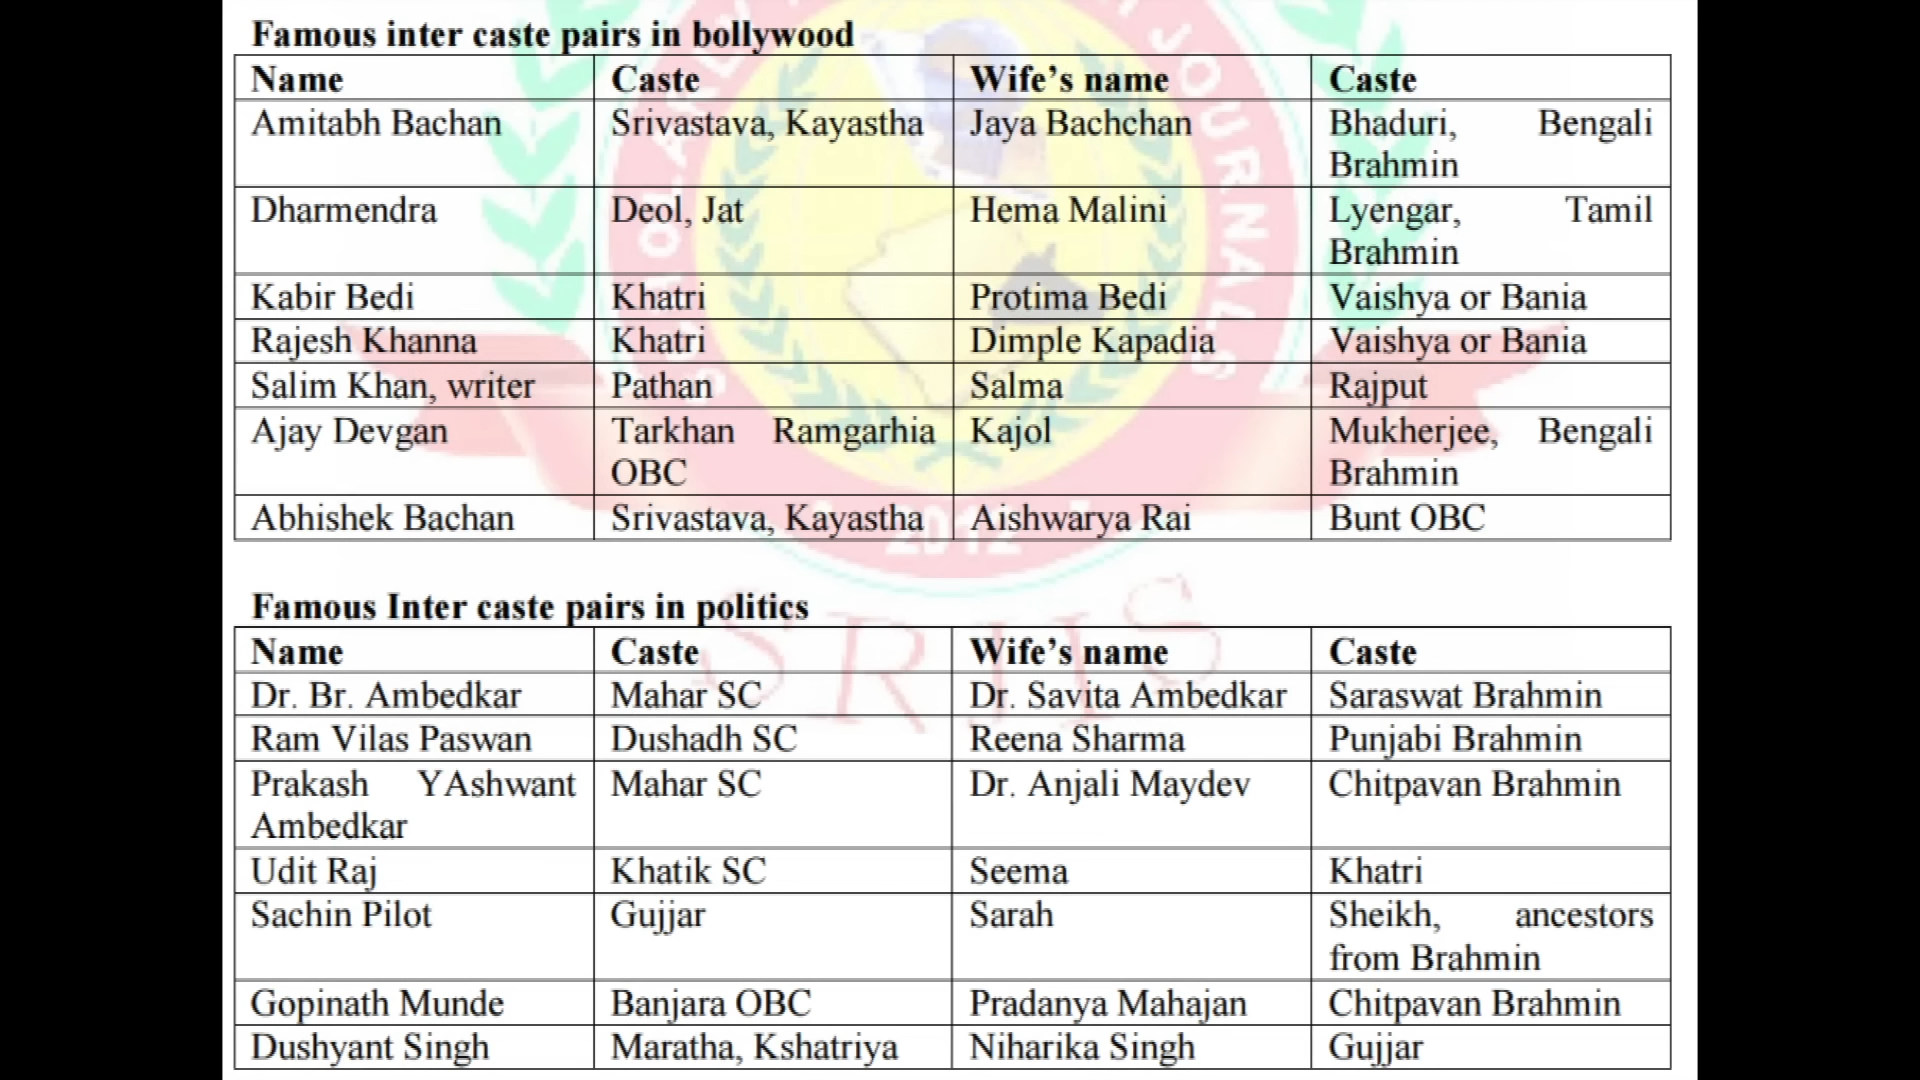 Famous inter caste pairs in bollywood
Name Caste Wife’s name Caste
Amitabh Bachan Srivastava, Kayastha Jaya Bachchan Bhaduri, Bengali
Brahmin
Dharmendra Deol, Jat Hema Malini Lyengar, Tamil
Brahmin
Kabir Bedi Khatri Protima Bedi Vaishya or Bania
Rajesh Khanna Khatri Dimple Kapadia Vaishya or Bania
Salim Khan, writer Pathan Salma Rajput
Ajay Devgan Tarkhan Ramgarhia Kajol Mukherjee, Bengali
OBC Brahmin
Abhishek Bachan Srivastava, Kayastha Aishwarya Rai Bunt OBC
Famous Inter caste pairs in politics
Name Caste Wife’s name Caste
Dr. Br. Ambedkar Mahar SC Dr. Savita Ambedkar Saraswat Brahmin
Ram Vilas Paswan Dushadh SC Reena Sharma Punjabi Brahmin
Prakash YAshwant Mahar SC Dr. Anjali Maydev Chitpavan Brahmin
Ambedkar
Udit Raj Khatik SC Seema Khatri
Sachin Pilot Gujjar Sarah Sheikh, ancestors
from Brahmin
Gopinath Munde Banjara OBC Pradanya Mahajan Chitpavan Brahmin
Dushyant Singh Maratha, Kshatriya Niharika Singh Gujjar
JOURNALS
2012
SRJIS